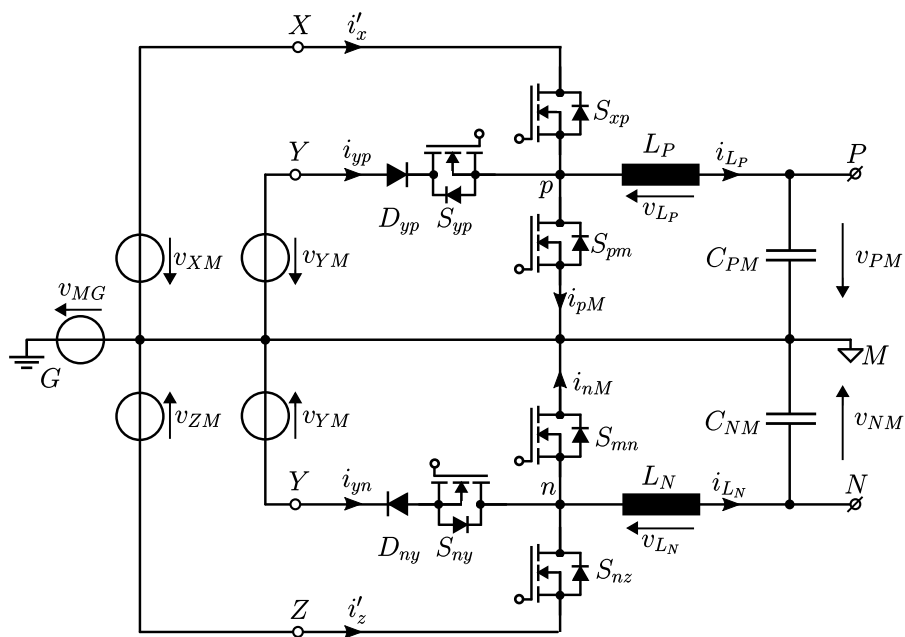 X i'x
Sxp
Y iyp LP iLP P
p
Dyp Syp vLP
Spm
vXM vYM CPM vPM
vMG
ipM
G M
inM
vZM vYM CNM vNM
Smn
Y iyn n LN iLN N
Dny Sny vLN
Snz
Z i'z